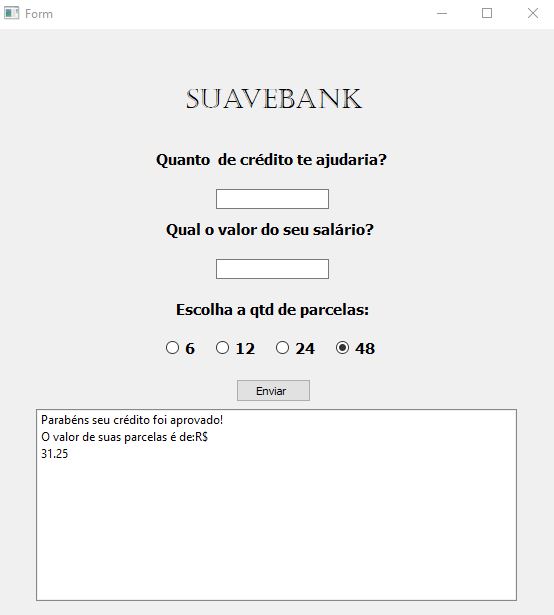 Form
SUAVEBANK
Quanto  de crédito te ajudaria?
Qual o valor do seu salário?
Escolha a qtd de parcelas:
6 12 24 48
Enviar
Parabéns seu crédito foi aprovado!
O valor de suas parcelas é de:R$
31.25